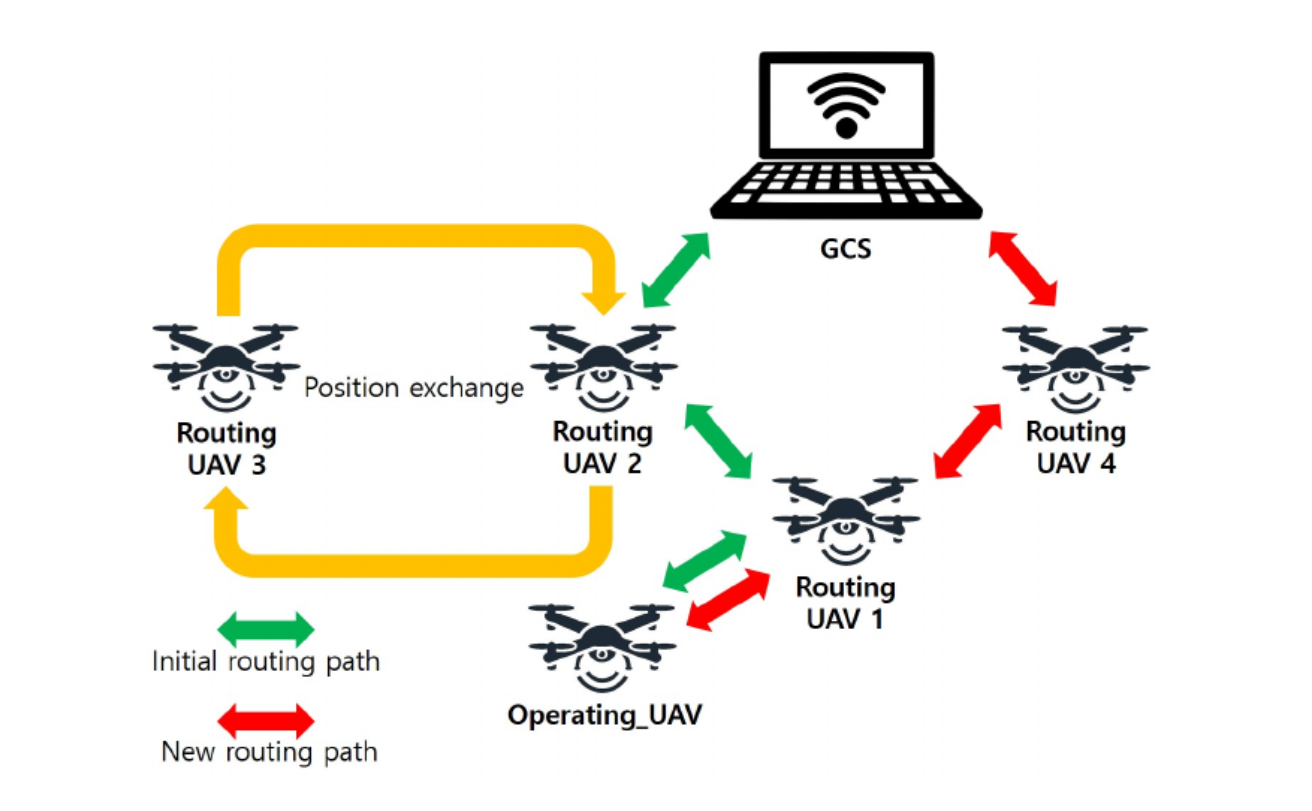 GCS
Position exchange
Routing
UAV 3
Routing
UAV 2
Routing
UAV 4
Routing
UAV 1
Initial routing path
Operating_UAV
New routing path